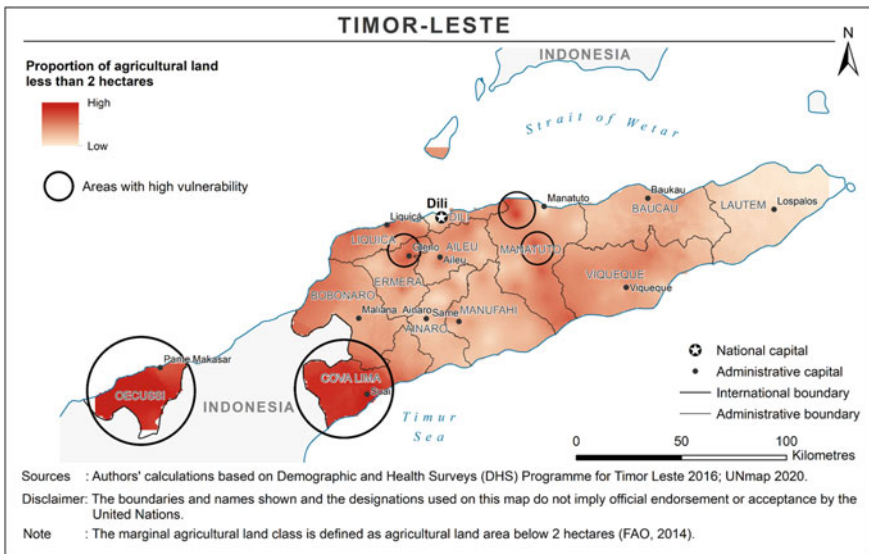 TIMOR-LESTE
N
INDONESIA
Proportion of agricultural land
less than 2 hectares
High
Low
Strait of Wetar
Areas with high vulnerability
Dili
DILI
Manatuto
Baukau
BAUCAU
LAUTEM
Lospalos
Liquiçá
LIQUICA
Gleno
AILEU
Aileu
MANATUTO
ERMERA
VIQUEQUE
Viqueque
BOBONARO
Maliana
Ainaro
Same
MANUFAHI
AINARO
Pante Makasar
OECUSSI
COVA LIMA
Suai
INDONESIA
Timur
Sea
National capital
Administrative capital
International boundary
Administrative boundary
0 50 100
Kilometres
Sources : Authors' calculations based on Demographic and Health Surveys (DHS) Programme for Timor Leste 2016; UNmap 2020.
Disclaimer: The boundaries and names shown and the designations used on this map do not imply official endorsement or acceptance by the
United Nations.
Note : The marginal agricultural land class is defined as agricultural land area below 2 hectares (FAO, 2014).